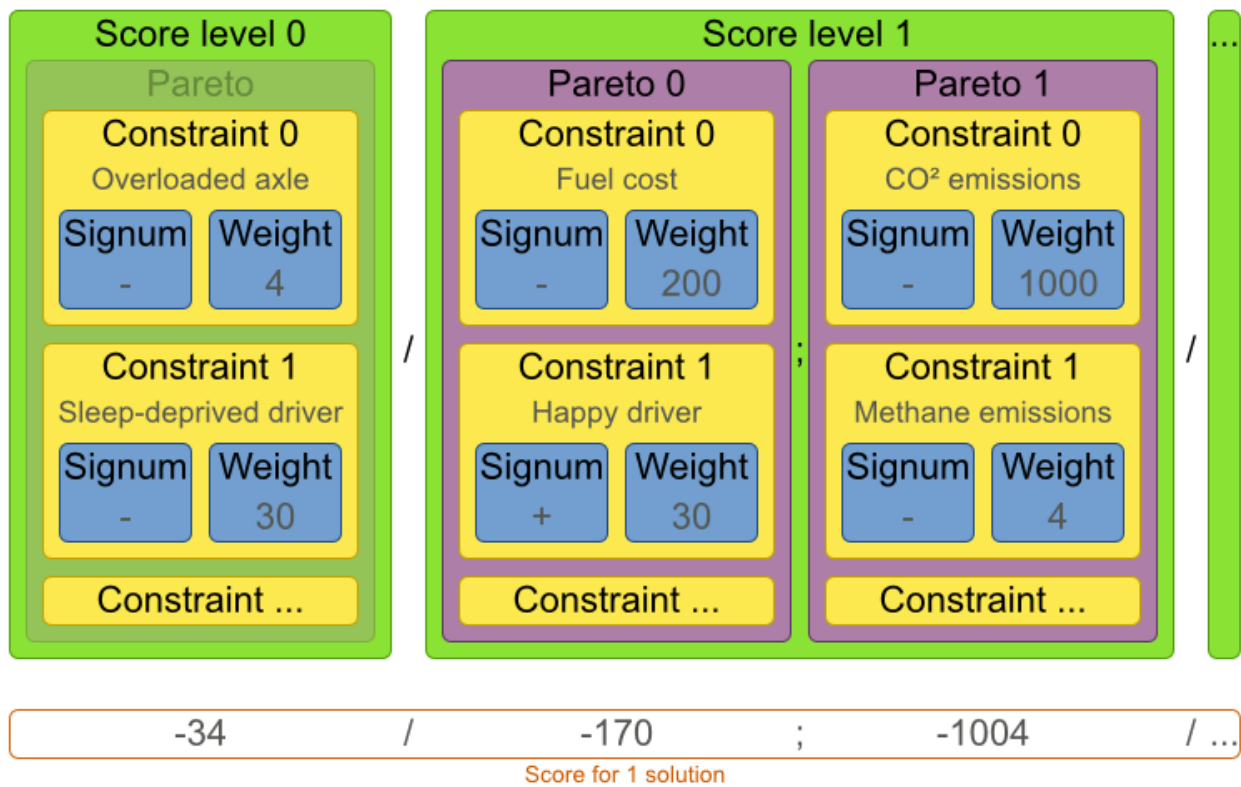 Score level 0
Pareto
Constraint 0
Overloaded axle
Signum
-
Weight
4
Constraint 1
Sleep-deprived driver
Signum
-
Weight
30
Constraint ...
/
Score level 1
Pareto 0
Constraint 0
Fuel cost
Signum
-
Weight
200
Constraint 1
Happy driver
Signum
+
Weight
30
Constraint ...
;
Pareto 1
Constraint 0
CO² emissions
Signum
-
Weight
1000
Constraint 1
Methane emissions
Signum
-
Weight
4
Constraint ...
/
...
-34 / -170 ; -1004 / ...
Score for 1 solution